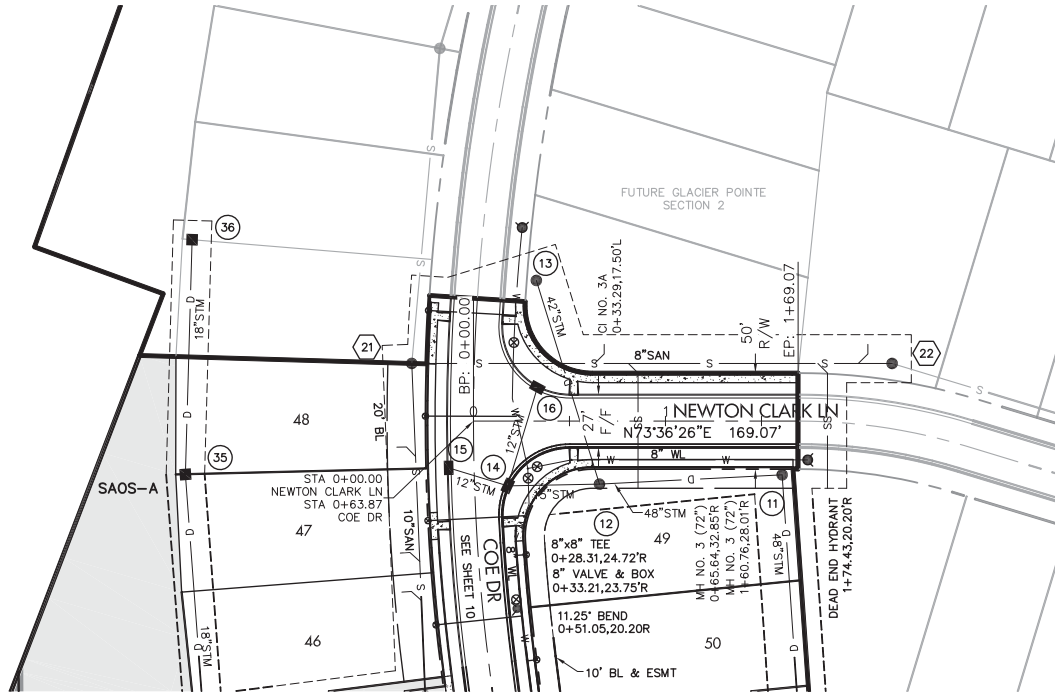 FUTURE GLACIER POINTE
SECTION 2
36
S
D
18"STM
S
13
42"STM
CI NO. 3A
0+33.29,17.50'L
W
50'
R/W
EP: 1+69.07
BP: 0+00.00
21
S
8"SAN
S
S
S
22
S
D
48
20' BL
D
W
12"STM
16
27'
F/F
SS
1
NEWTON CLARK LN
N73°36'26"E 169.07'
SS
15
14
W
8" WL
W
35
SAOS-A
STA 0+00.00
NEWTON CLARK LN
STA 0+63.87
COE DR
12"STM
15"STM
D
11
48"STM
12
S
47
10"SAN
D
COE DR
SEE SHEET 10
8" WL
8"x8" TEE
0+28.31,24.72'R
8" VALVE & BOX
0+33.21,23.75'R
11.25° BEND
0+51.05,20.20R
49
MH NO. 3 (72")
0+65.64,32.85'R
MH NO. 3 (72")
1+60.76,28.01'R
D
48"STM
DEAD END HYDRANT
1+74.43,20.20'R
S
46
D
18"STM
W
50
D
10' BL & ESMT